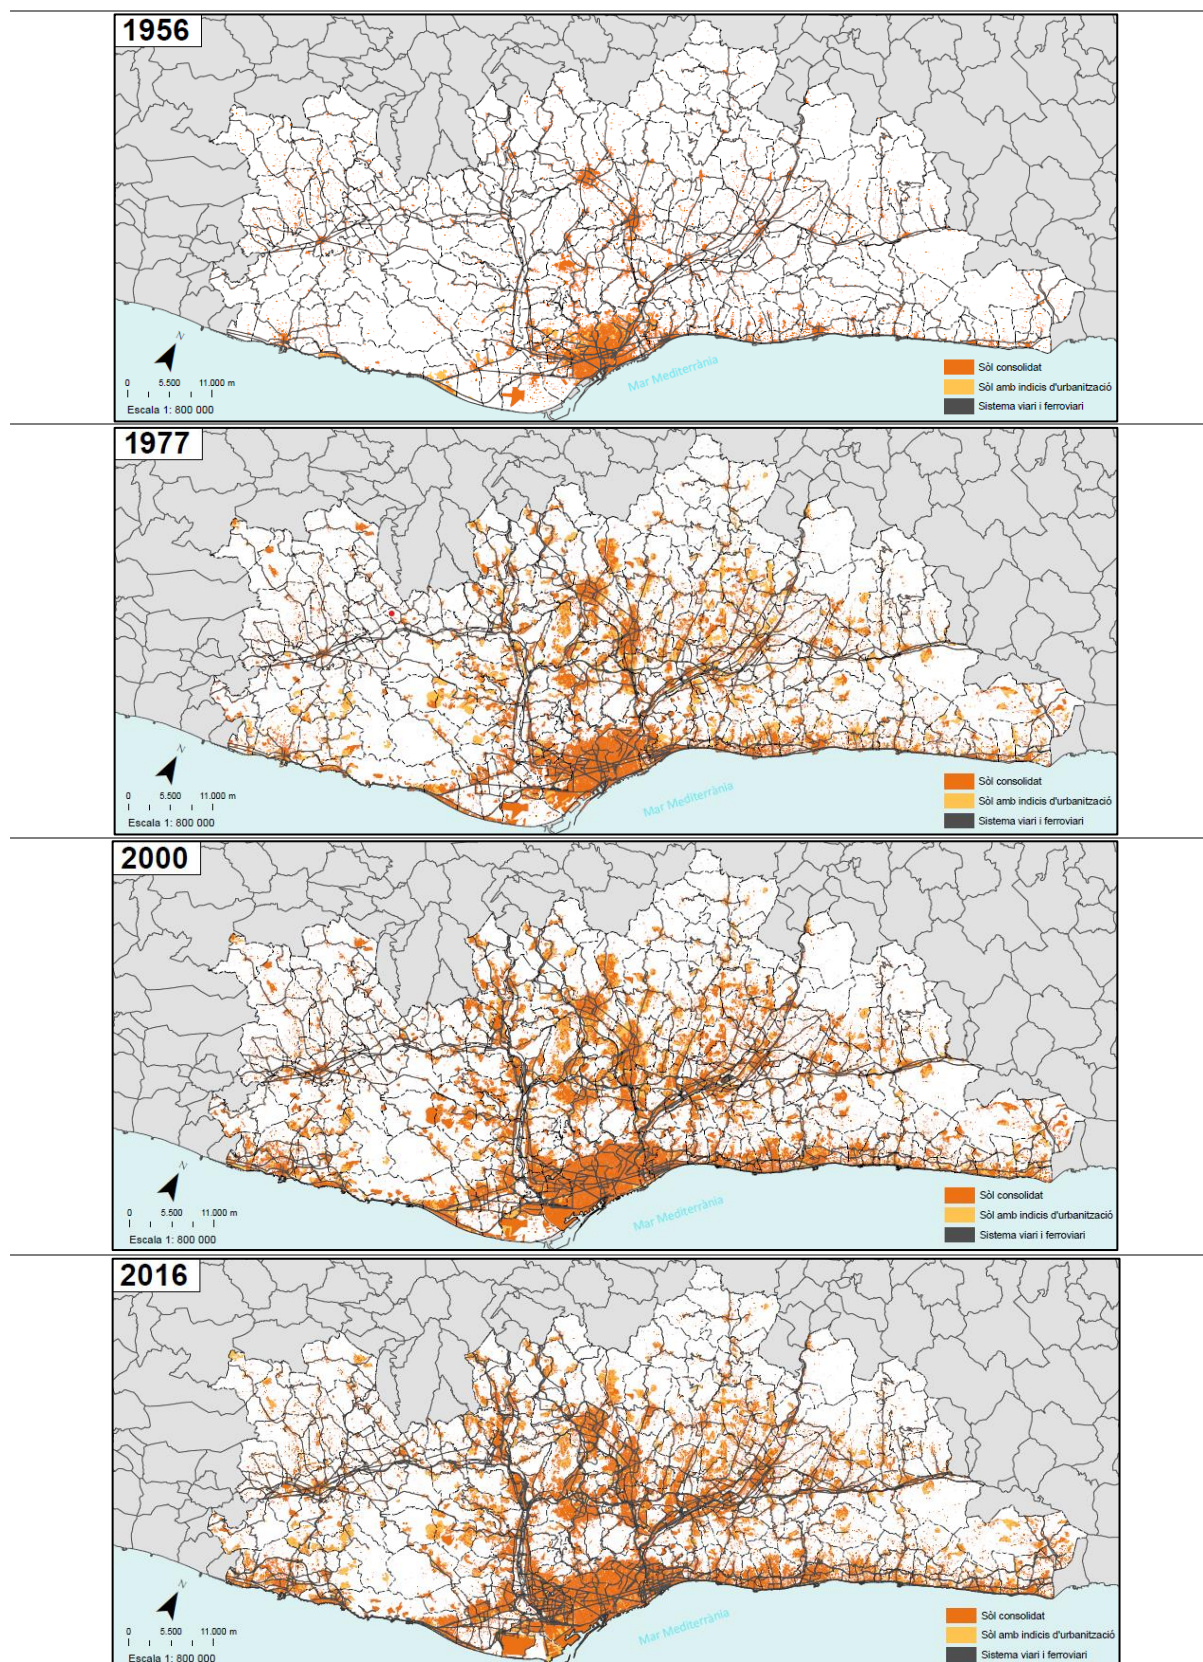 1956
Mar Mediterrània
N
0 5.500 11.000 m
Escala 1: 800 000
Sòl consolidat
Sòl amb indicis d'urbanització
Sistema viari i ferroviari
1977
Mar Mediterrània
N
0 5.500 11.000 m
Escala 1: 800 000
Sòl consolidat
Sòl amb indicis d'urbanització
Sistema viari i ferroviari
2000
Mar Mediterrània
N
0 5.500 11.000 m
Escala 1: 800 000
Sòl consolidat
Sòl amb indicis d'urbanització
Sistema viari i ferroviari
2016
Mar Mediterrània
N
0 5.500 11.000 m
Escala 1: 800 000
Sòl consolidat
Sòl amb indicis d'urbanització
Sistema viari i ferroviari